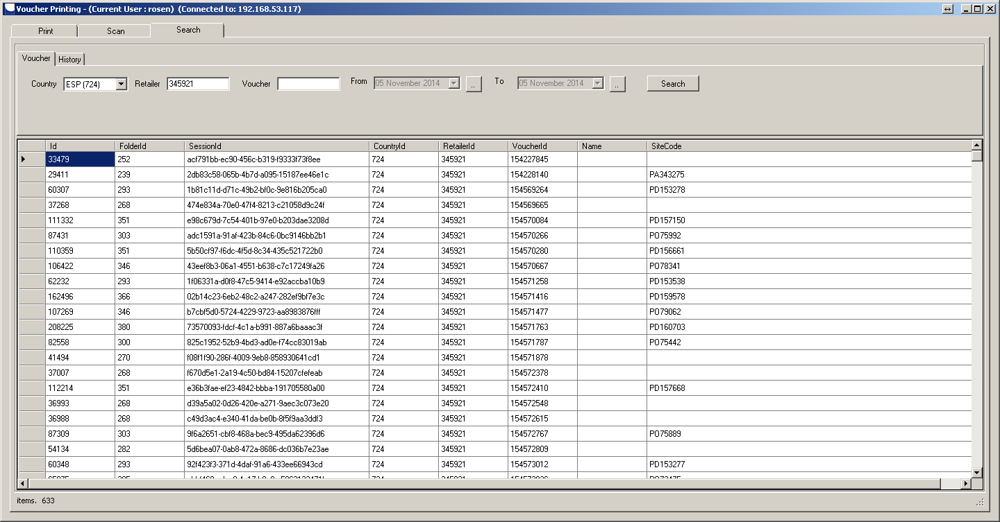 Voucher Printing - (Current User : rosen)  (Connected to: 192.168.53.117)
Print Scan Search
Voucher History
Country ESP (724) Retailer 345921 Voucher From 05 November 2014 .. To 05 November 2014 .. Search
Id FolderId SessionId CountryId RetailerId VoucherId Name SiteCode
33479 252 acf791bb-ec90-456c-b319-f9333f73f8ee 724 345921 154227845
29411 239 2db83c58-065b-4b7d-a095-15187ee46e1c 724 345921 154228140 PA343275
60307 293 1b81c11d-d71c-49b2-bf0c-9e816b205ca0 724 345921 154569264 PD153278
37268 268 474e834a-70e0-47f4-8213-c21058d9c24f 724 345921 154569665
111332 351 e98c679d-7c54-401b-97e0-b203dae3208d 724 345921 154570084 PD157150
87431 303 adc1591a-91af-423b-84c6-0bc9146bb2b1 724 345921 154570266 PO75992
110359 351 5b50cf97-f6dc-4f5d-8c34-435c521722b0 724 345921 154570280 PD156661
106422 346 43eef8b3-06a1-4551-b638-c7c17249fa26 724 345921 154570667 PO78341
62232 293 1f06331a-d0f8-47c5-9414-e92accba10b9 724 345921 154571258 PD153538
162496 366 02b14c23-6eb2-48c2-a247-282ef9bf7e3c 724 345921 154571416 PD159578
107269 346 b7cbf5d0-5724-4229-9723-aa8983876fff 724 345921 154571477 PO79062
208225 380 73570093-fdcf-4c1a-b991-887a6baaac3f 724 345921 154571763 PD160703
82558 300 825c1952-52b9-4bd3-ad0e-f74cc83019ab 724 345921 154571787 PO75442
41494 270 f08f1f90-286f-4009-9eb8-858930641cd1 724 345921 154571878
37007 268 f670d5e1-2a19-4c50-bd84-15207cfefeab 724 345921 154572378
112214 351 e36b3fae-ef23-4842-bbba-191705580a00 724 345921 154572410 PD157668
36993 268 d39a5a02-0d26-420e-a271-9aec3c073e20 724 345921 154572548
36988 268 c49d3ac4-e340-41da-be0b-8f5f9aa3ddf3 724 345921 154572615
87309 303 9f6a2651-cbf8-468a-bec9-495da62396d6 724 345921 154572767 PO75889
54134 282 5d6bea07-0ab8-472a-8686-dc036b7e23ae 724 345921 154572809
60348 293 92f423f3-371d-4daf-91a6-433ee66943cd 724 345921 154573012 PD153277
items.  633